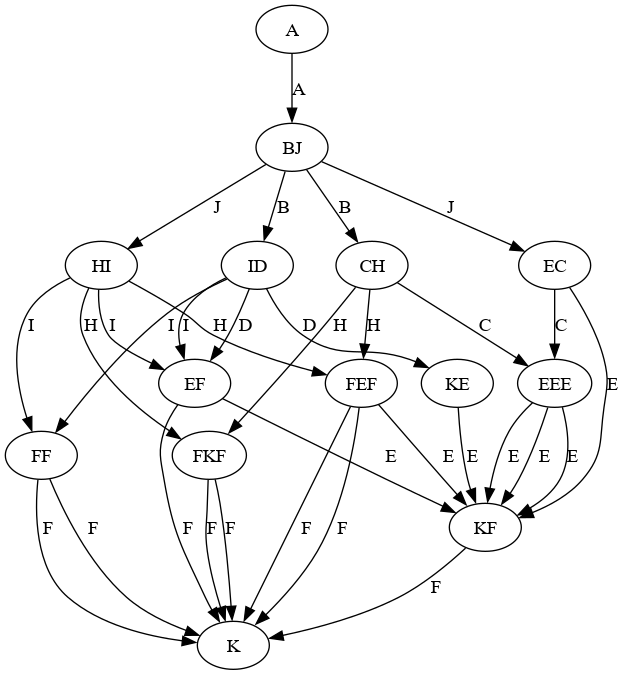 A
A
BJ
J B B J
HI ID CH EC
I H I H I I D D H H C C E
EF FEF KE EEE
FF FKF
E E E E E E
KF
F F F F F F F
F
K